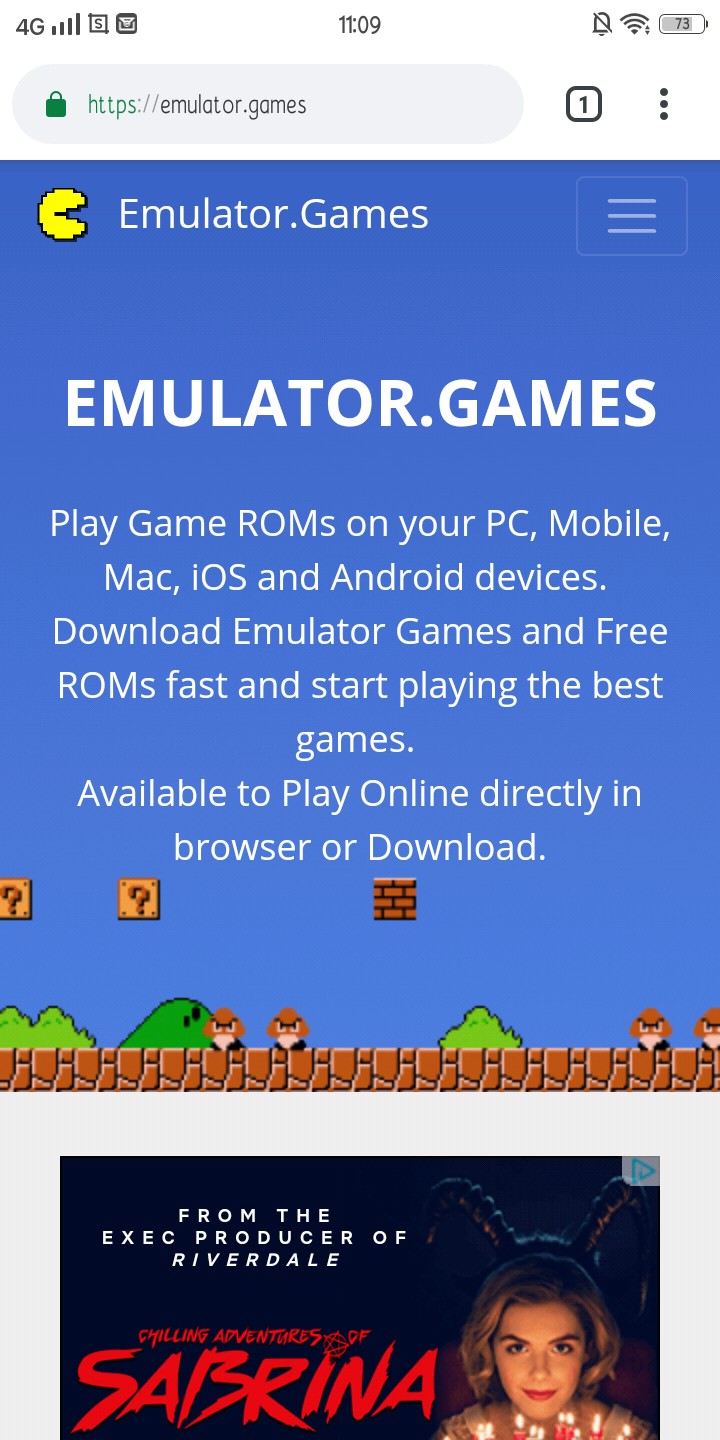 4G
11:09
73
https://emulator.games
1
Emulator.Games
EMULATOR.GAMES
Play Game ROMs on your PC, Mobile,
Mac, iOS and Android devices.
Download Emulator Games and Free
ROMs fast and start playing the best
games.
Available to Play Online directly in
browser or Download.
? ?
FROM THE
EXEC PRODUCER OF
RIVERDALE
CHILLING ADVENTURES OF
SABRINA